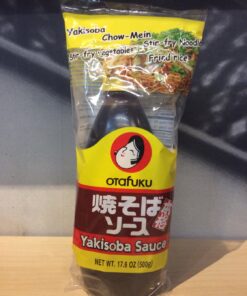 Yakisoba
Chow-Mein
Stir-fry Noodle
Stir-fry Vegetables
Fried rice
OTAFUKU
焼そば
ソース
Yakisoba Sauce
NET WT. 17.6 OZ (500g)